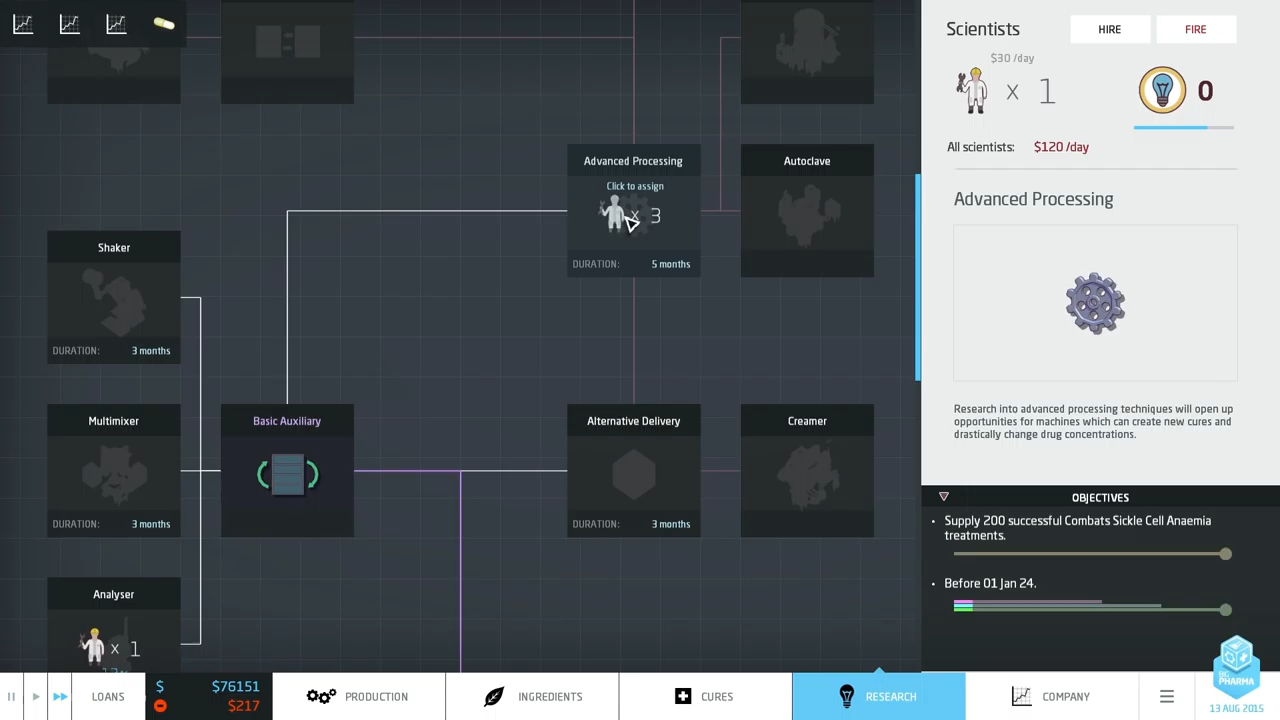 Scientists
HIRE
FIRE
$30 /day
x 1
0
All scientists: $120 /day
Advanced Processing
Click to assign
x 3
DURATION: 5 months
Autoclave
Advanced Processing
Shaker
DURATION: 3 months
Research into advanced processing techniques will open up
opportunities for machines which can create new cures and
drastically change drug concentrations.
Multimixer
DURATION: 3 months
Basic Auxiliary
Alternative Delivery
DURATION: 3 months
Creamer
OBJECTIVES
• Supply 200 successful Combats Sickle Cell Anaemia
treatments.
• Before 01 Jan 24.
Analyser
x 1
LOANS
$ $76151
$217
PRODUCTION
INGREDIENTS
CURES
RESEARCH
COMPANY
BIG
PHARMA
13 AUG 2015